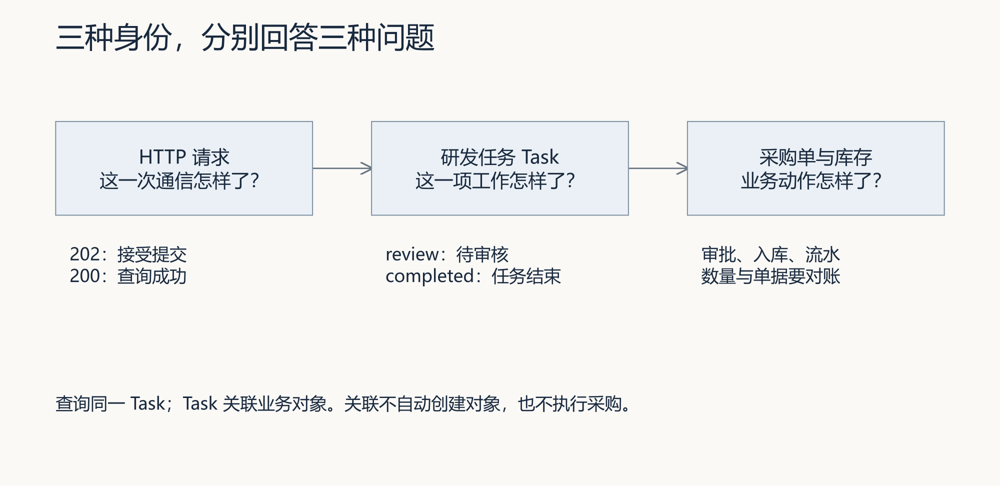 三种身份，分别回答三种问题
HTTP 请求
这一次通信怎样了？
研发任务 Task
这一项工作怎样了？
采购单与库存
业务动作怎样了？
202：接受提交
200：查询成功
review：待审核
completed：任务结束
审批、入库、流水
数量与单据要对账
查询同一 Task；Task 关联业务对象。关联不自动创建对象，也不执行采购。